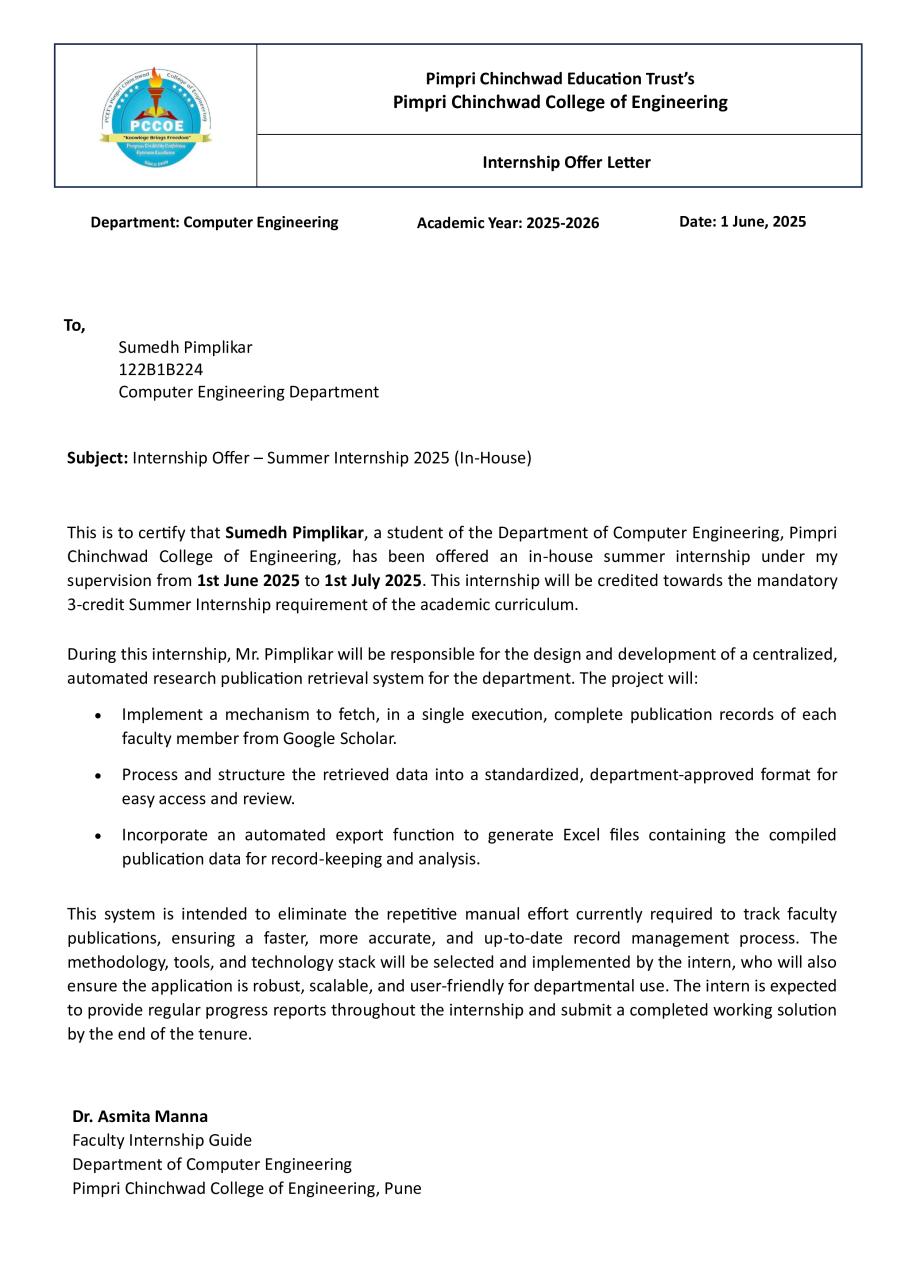 PCET's Pimpri Chinchwad College of Engineering
PCCOE
"Knowlege Brings Freedom"
Progress Credibility Confidence
Optimism Excellence
Since 1999
Pimpri Chinchwad Education Trust’s
Pimpri Chinchwad College of Engineering
Internship Offer Letter
Department: Computer Engineering Academic Year: 2025-2026 Date: 1 June, 2025
To,
Sumedh Pimplikar
122B1B224
Computer Engineering Department
Subject: Internship Offer – Summer Internship 2025 (In-House)
This is to certify that Sumedh Pimplikar, a student of the Department of Computer Engineering, Pimpri
Chinchwad College of Engineering, has been offered an in-house summer internship under my
supervision from 1st June 2025 to 1st July 2025. This internship will be credited towards the mandatory
3-credit Summer Internship requirement of the academic curriculum.
During this internship, Mr. Pimplikar will be responsible for the design and development of a centralized,
automated research publication retrieval system for the department. The project will:
• Implement a mechanism to fetch, in a single execution, complete publication records of each
faculty member from Google Scholar.
• Process and structure the retrieved data into a standardized, department-approved format for
easy access and review.
• Incorporate an automated export function to generate Excel files containing the compiled
publication data for record-keeping and analysis.
This system is intended to eliminate the repetitive manual effort currently required to track faculty
publications, ensuring a faster, more accurate, and up-to-date record management process. The
methodology, tools, and technology stack will be selected and implemented by the intern, who will also
ensure the application is robust, scalable, and user-friendly for departmental use. The intern is expected
to provide regular progress reports throughout the internship and submit a completed working solution
by the end of the tenure.
Dr. Asmita Manna
Faculty Internship Guide
Department of Computer Engineering
Pimpri Chinchwad College of Engineering, Pune